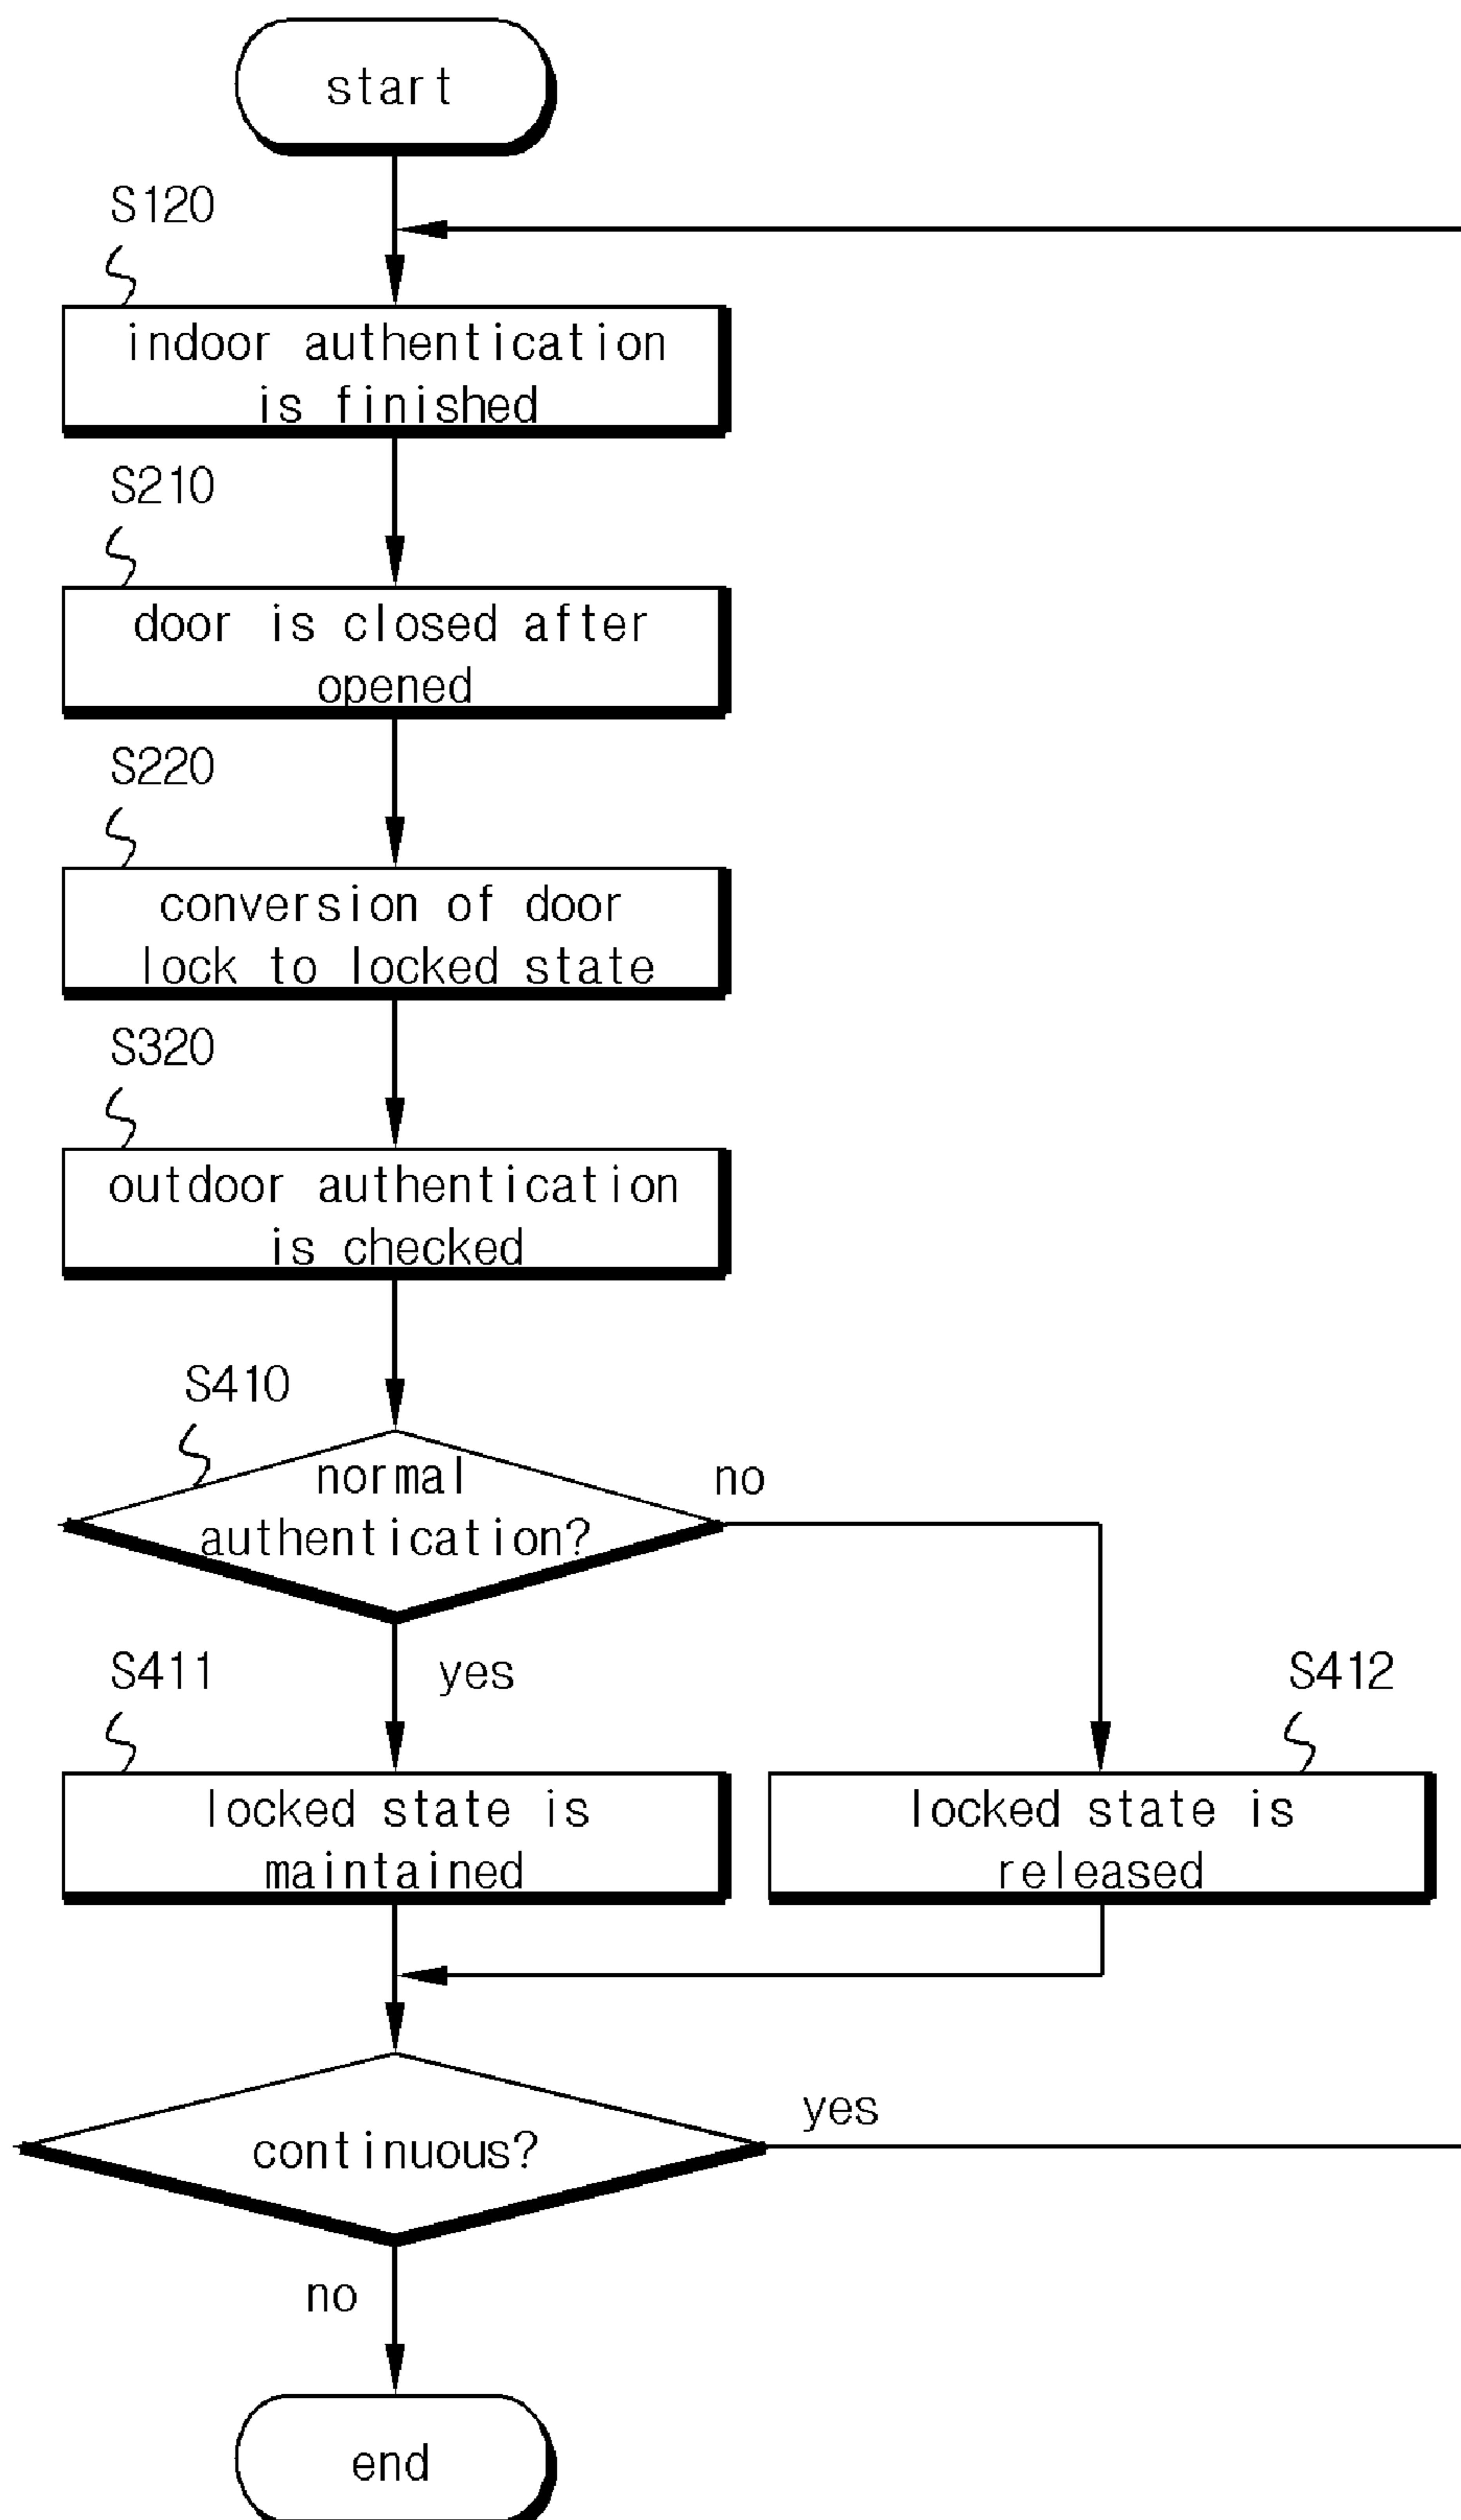 start
S120
indoor authentication
is finished
S210
door is closed after
opened
S220
conversion of door
lock to locked state
S320
outdoor authentication
is checked
S410
normal
authentication?
no
yes
S411
locked state is
maintained
S412
locked state is
released
continuous?
yes
no
end